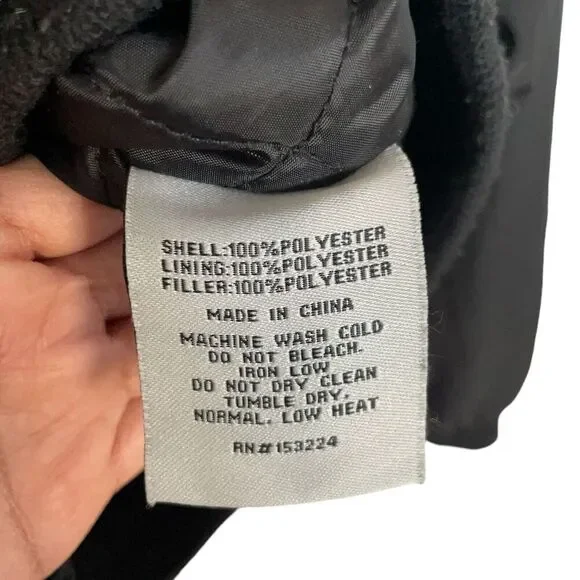 SHELL:100%POLYESTER
LINING:100%POLYESTER
FILLER:100%POLYESTER
MADE IN CHINA
MACHINE WASH COLD
DO NOT BLEACH.
IRON LOW
DO NOT DRY CLEAN
TUMBLE DRY,
NORMAL. LOW HEAT
RN#153224